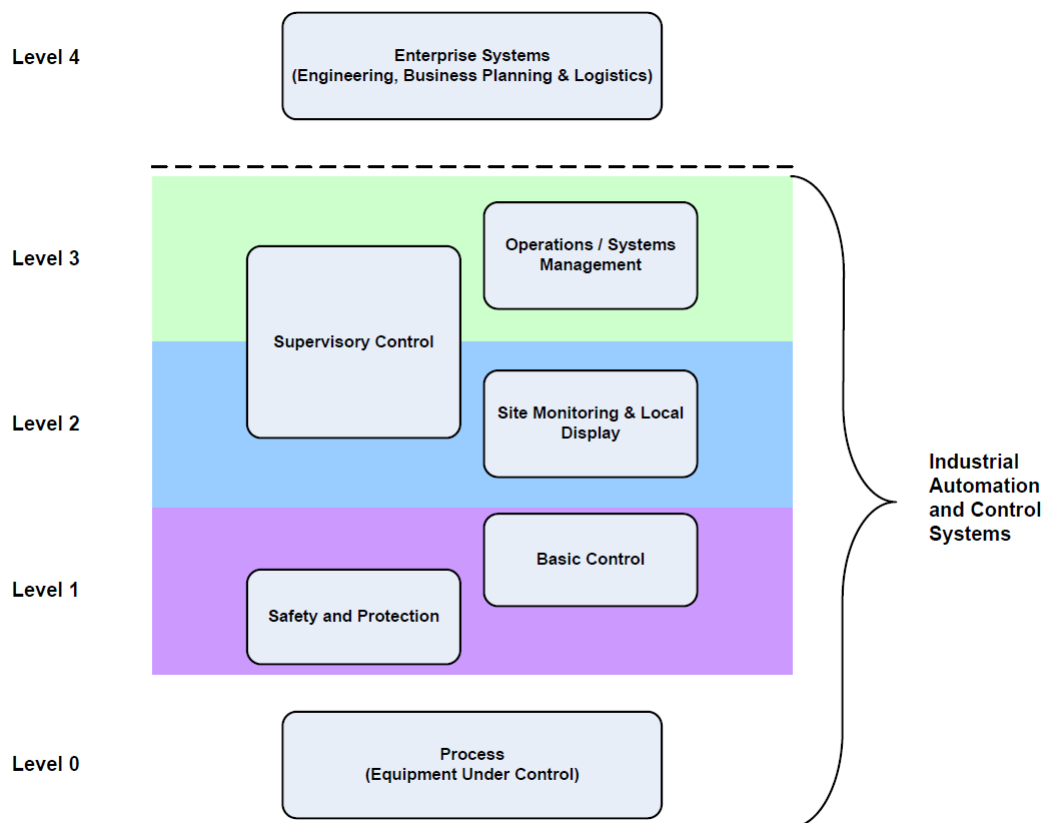 Level 4
Enterprise Systems
(Engineering, Business Planning & Logistics)
Level 3
Operations / Systems
Management
Supervisory Control
Level 2
Site Monitoring & Local
Display
Industrial
Automation
and Control
Systems
Basic Control
Level 1
Safety and Protection
Level 0
Process
(Equipment Under Control)